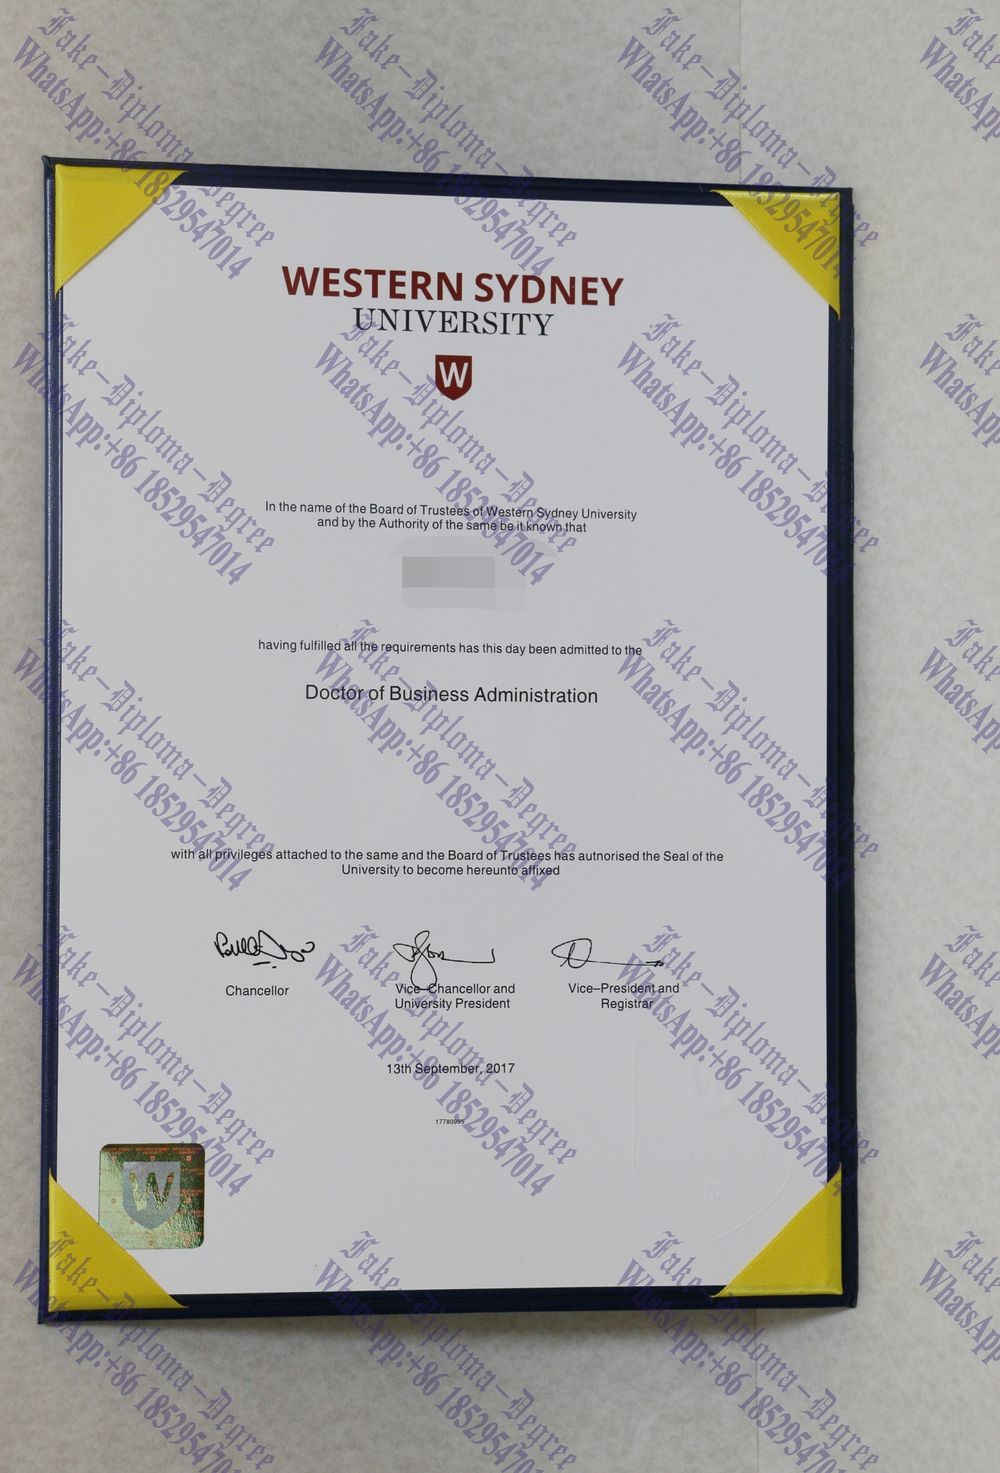 WESTERN SYDNEY
UNIVERSITY
W
In the name of the Board of Trustees of Western Sydney University
and by the Authority of the same be it known that
having fulfilled all the requirements has this day been admitted to the
Doctor of Business Administration
with all privileges attached to the same and the Board of Trustees has autnorised the Seal of the
University to become hereunto affixed
Chancellor
Vice–Chancellor and
University President
Vice–President and
Registrar
13th September, 2017
17780995
W
Fake-Diploma-Degree
WhatsApp:+86 18529547014